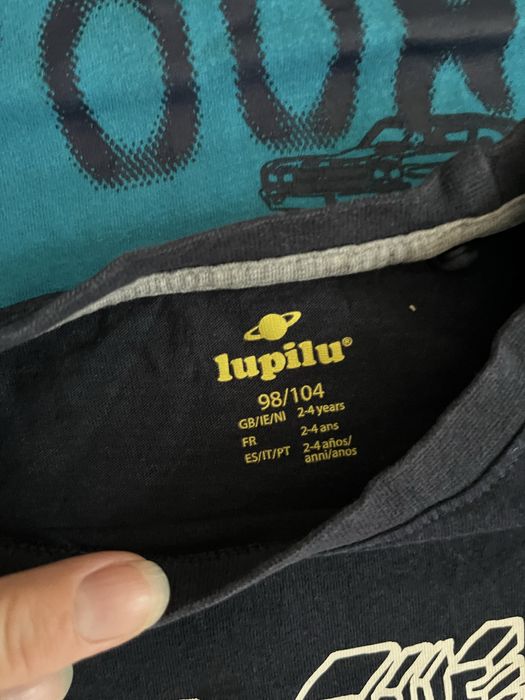 OUR
lupilu®
98/104
GB/IE/NI 2-4 years
FR 2-4 ans
ES/IT/PT 2-4 años/
anni/anos